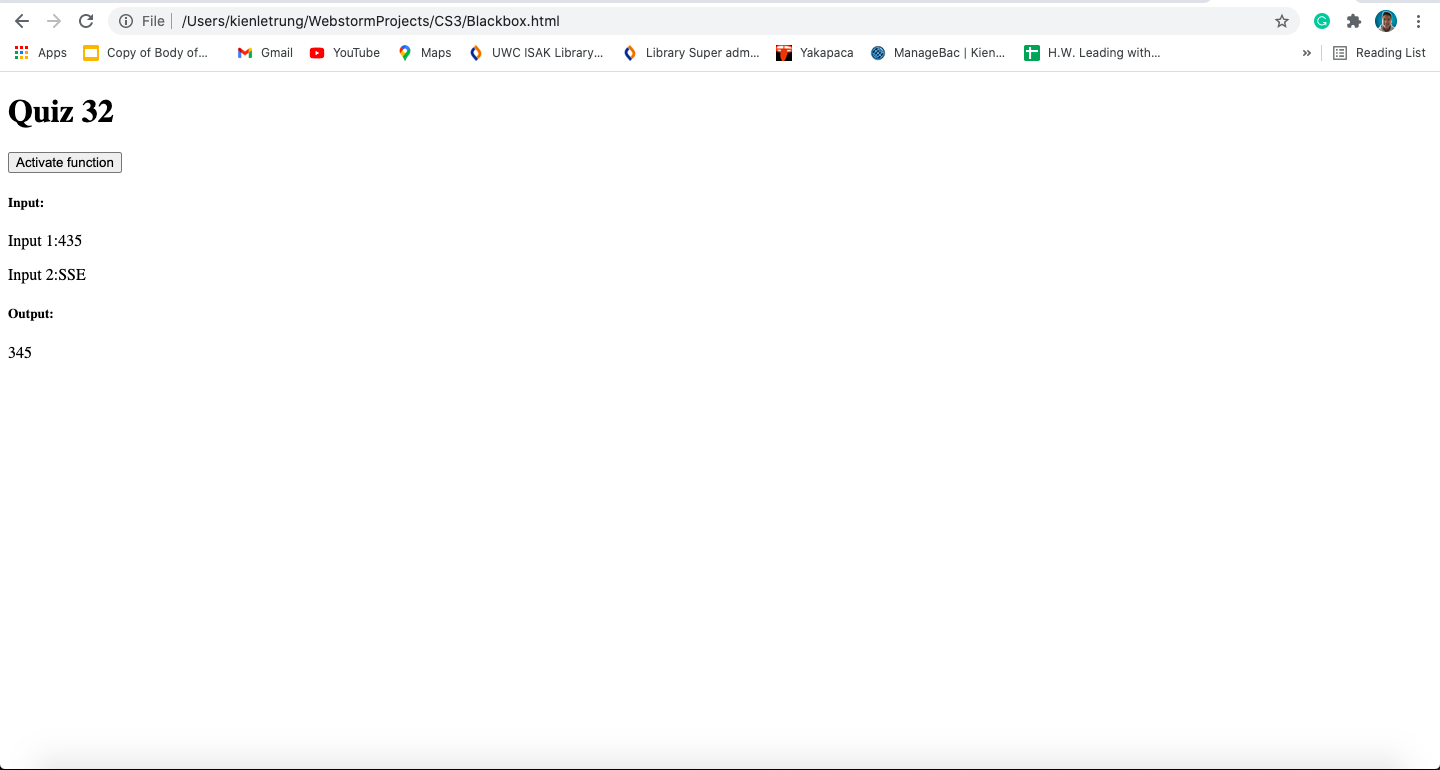 File /Users/kienletrung/WebstormProjects/CS3/Blackbox.html
Apps Copy of Body of... Gmail YouTube Maps UWC ISAK Library... Library Super adm... Yakapaca ManageBac | Kien... H.W. Leading with... » Reading List
Quiz 32
Activate function
Input:
Input 1:435
Input 2:SSE
Output:
345